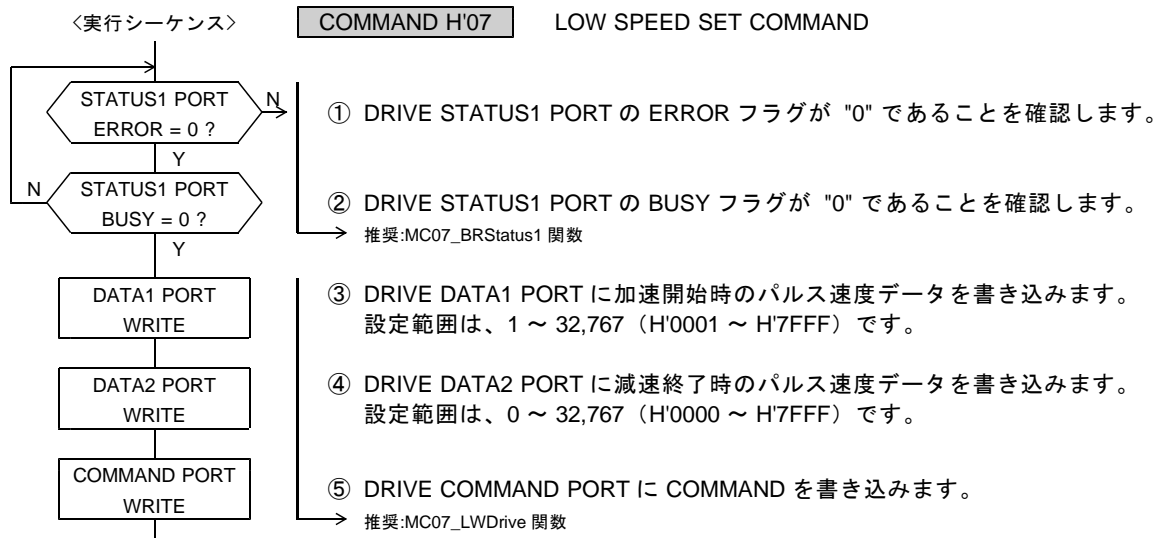 〈実行シーケンス〉
COMMAND H'07 LOW SPEED SET COMMAND
STATUS1 PORT
ERROR = 0 ?
N
Y
① DRIVE STATUS1 PORT の ERROR フラグが "0" であることを確認します。
STATUS1 PORT
BUSY = 0 ?
N
Y
② DRIVE STATUS1 PORT の BUSY フラグが "0" であることを確認します。
推奨:MC07_BRStatus1 関数
DATA1 PORT
WRITE
③ DRIVE DATA1 PORT に加速開始時のパルス速度データを書き込みます。
設定範囲は、1 ～ 32,767（H'0001 ～ H'7FFF）です。
DATA2 PORT
WRITE
④ DRIVE DATA2 PORT に減速終了時のパルス速度データを書き込みます。
設定範囲は、0 ～ 32,767（H'0000 ～ H'7FFF）です。
COMMAND PORT
WRITE
⑤ DRIVE COMMAND PORT に COMMAND を書き込みます。
推奨:MC07_LWDrive 関数